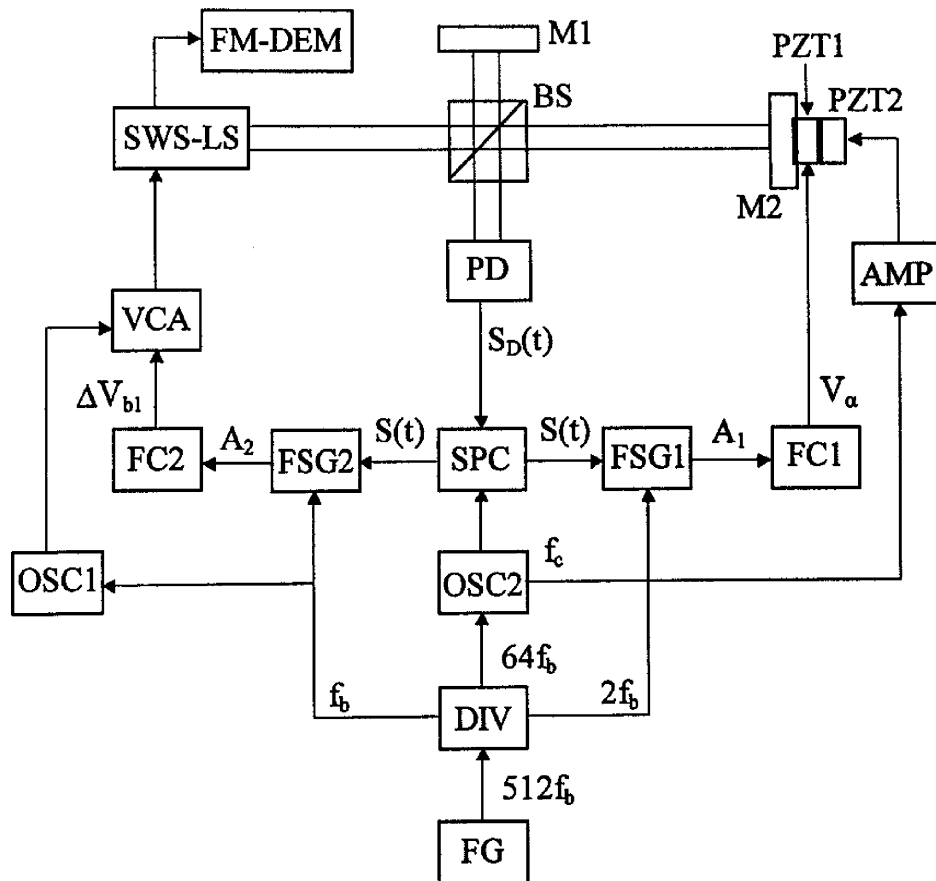 FM-DEM
M1
BS
PZT1
PZT2
SWS-LS
M2
PD
AMP
VCA
S_D(t)
ΔV_b1
V_α
FC2
A_2
FSG2
S(t)
SPC
S(t)
FSG1
A_1
FC1
OSC1
OSC2
f_c
64f_b
f_b
DIV
2f_b
512f_b
FG